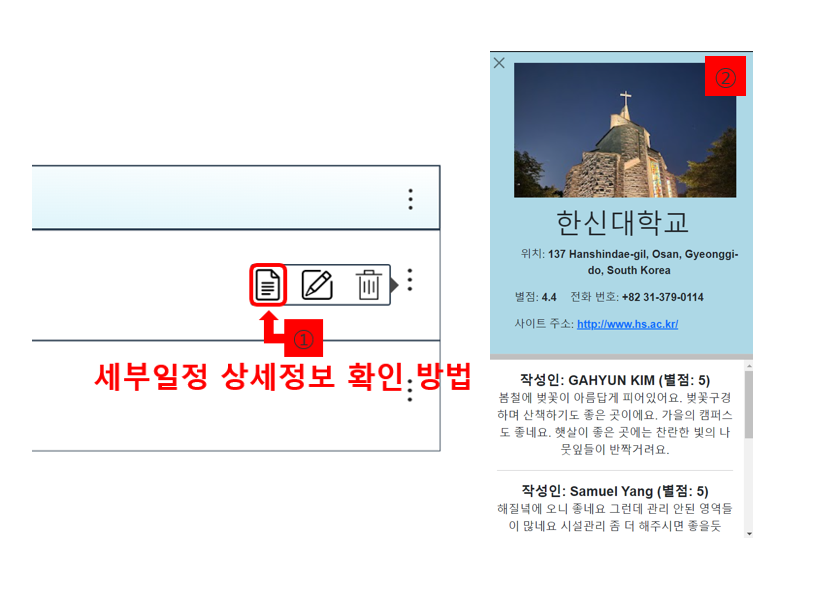 ①
세부일정 상세정보 확인 방법
②
한신대학교
위치: 137 Hanshindae-gil, Osan, Gyeonggi-
do, South Korea
별점: 4.4 전화 번호: +82 31-379-0114
사이트 주소: http://www.hs.ac.kr/
작성인: GAHYUN KIM (별점: 5)
봄철에 벚꽃이 아름답게 피어있어요. 벚꽃구경
하며 산책하기도 좋은 곳이에요. 가을의 캠퍼스
도 좋네요. 햇살이 좋은 곳에는 찬란한 빛의 나
뭇잎들이 반짝거려요.
작성인: Samuel Yang (별점: 5)
해질녘에 오니 좋네요 그런데 관리 안된 영역들
이 많네요 시설관리 좀 더 해주시면 좋을듯